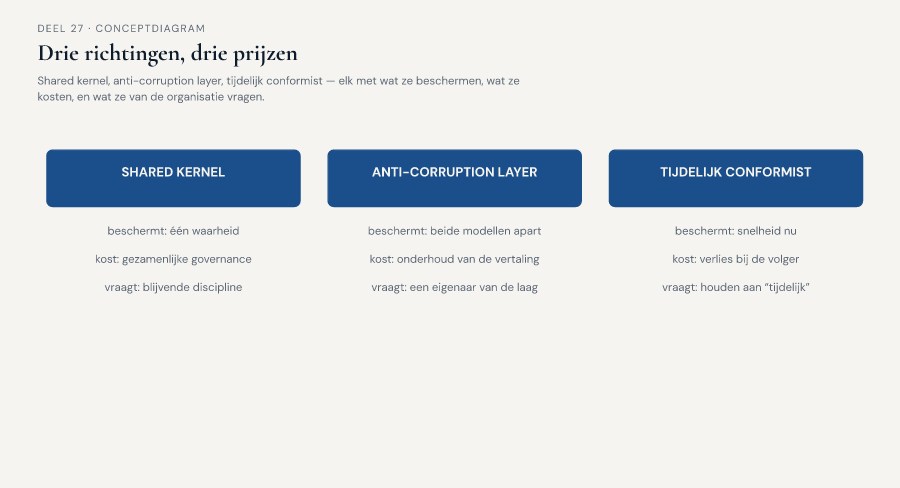 DEEL 27 · CONCEPTDIAGRAM
Drie richtingen, drie prijzen
Shared kernel, anti-corruption layer, tijdelijk conformist — elk met wat ze beschermen, wat ze
kosten, en wat ze van de organisatie vragen.
SHARED KERNEL
beschermt: één waarheid
kost: gezamenlijke governance
vraagt: blijvende discipline
ANTI-CORRUPTION LAYER
beschermt: beide modellen apart
kost: onderhoud van de vertaling
vraagt: een eigenaar van de laag
TIJDELIJK CONFORMIST
beschermt: snelheid nu
kost: verlies bij de volger
vraagt: houden aan “tijdelijk”